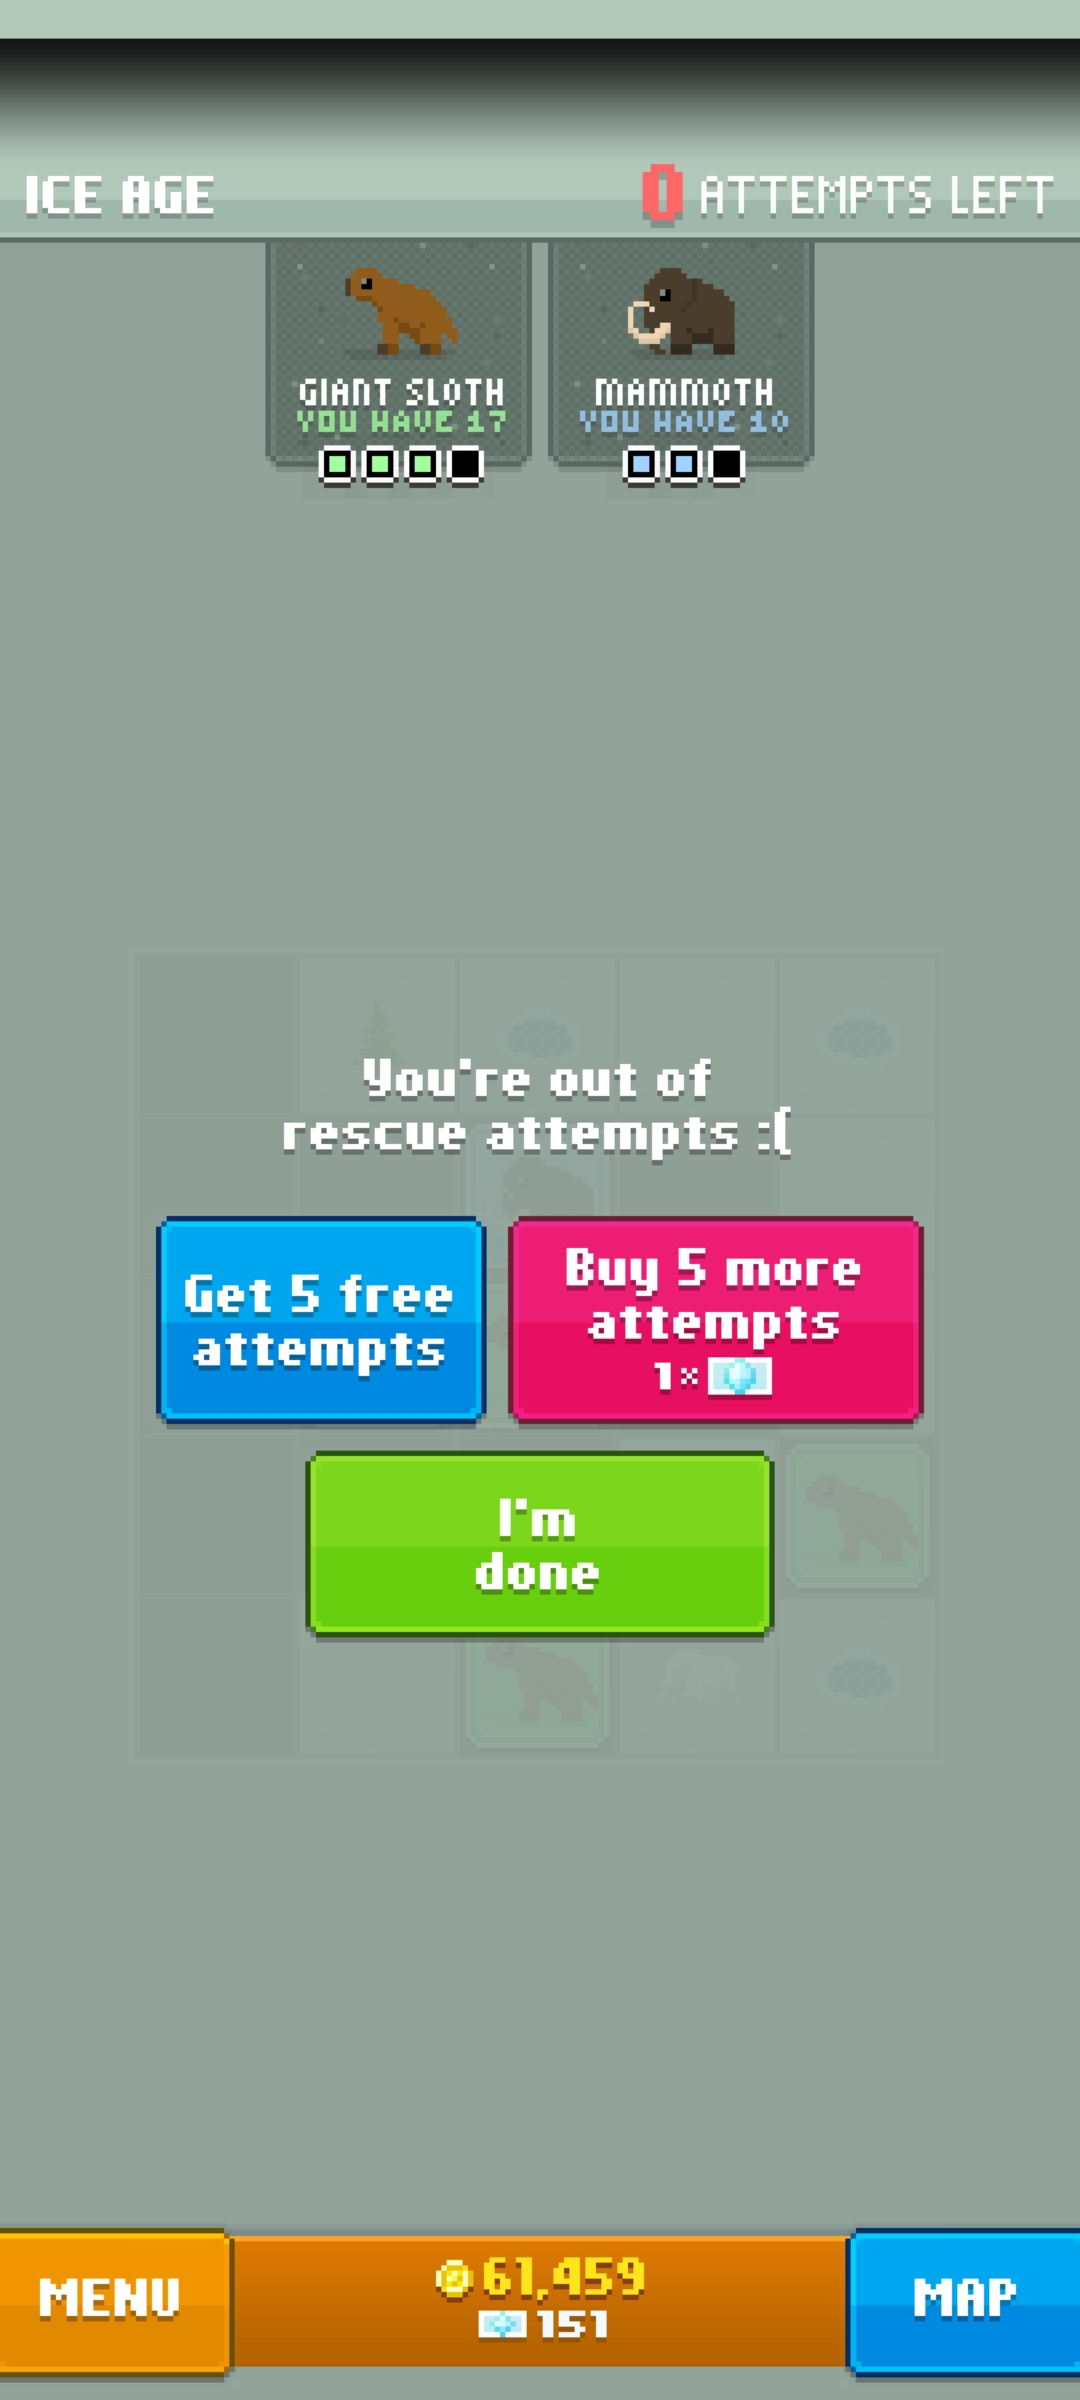 ICE AGE
0 ATTEMPTS LEFT
GIANT SLOTH
YOU HAVE 17
MAMMOTH
YOU HAVE 10
You're out of
rescue attempts :(
Get 5 free
attempts
Buy 5 more
attempts
1×
I'm
done
MENU
61,459
151
MAP